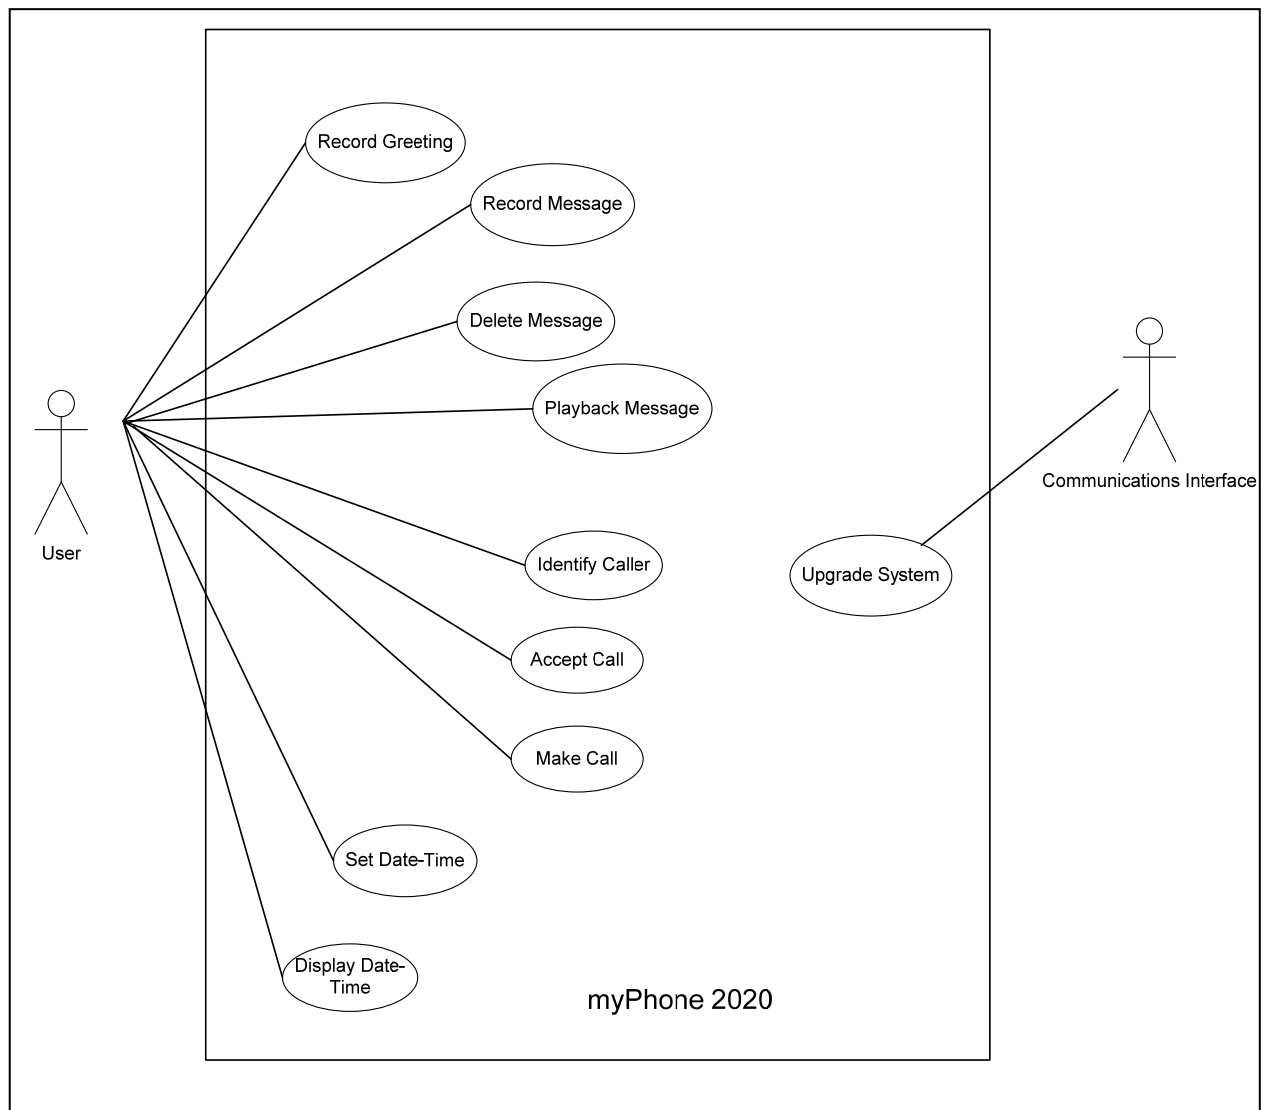 Record Greeting
Record Message
Delete Message
Playback Message
Communications Interface
User
Identify Caller
Upgrade System
Accept Call
Make Call
Set Date-Time
Display Date-
Time
myPhone 2020